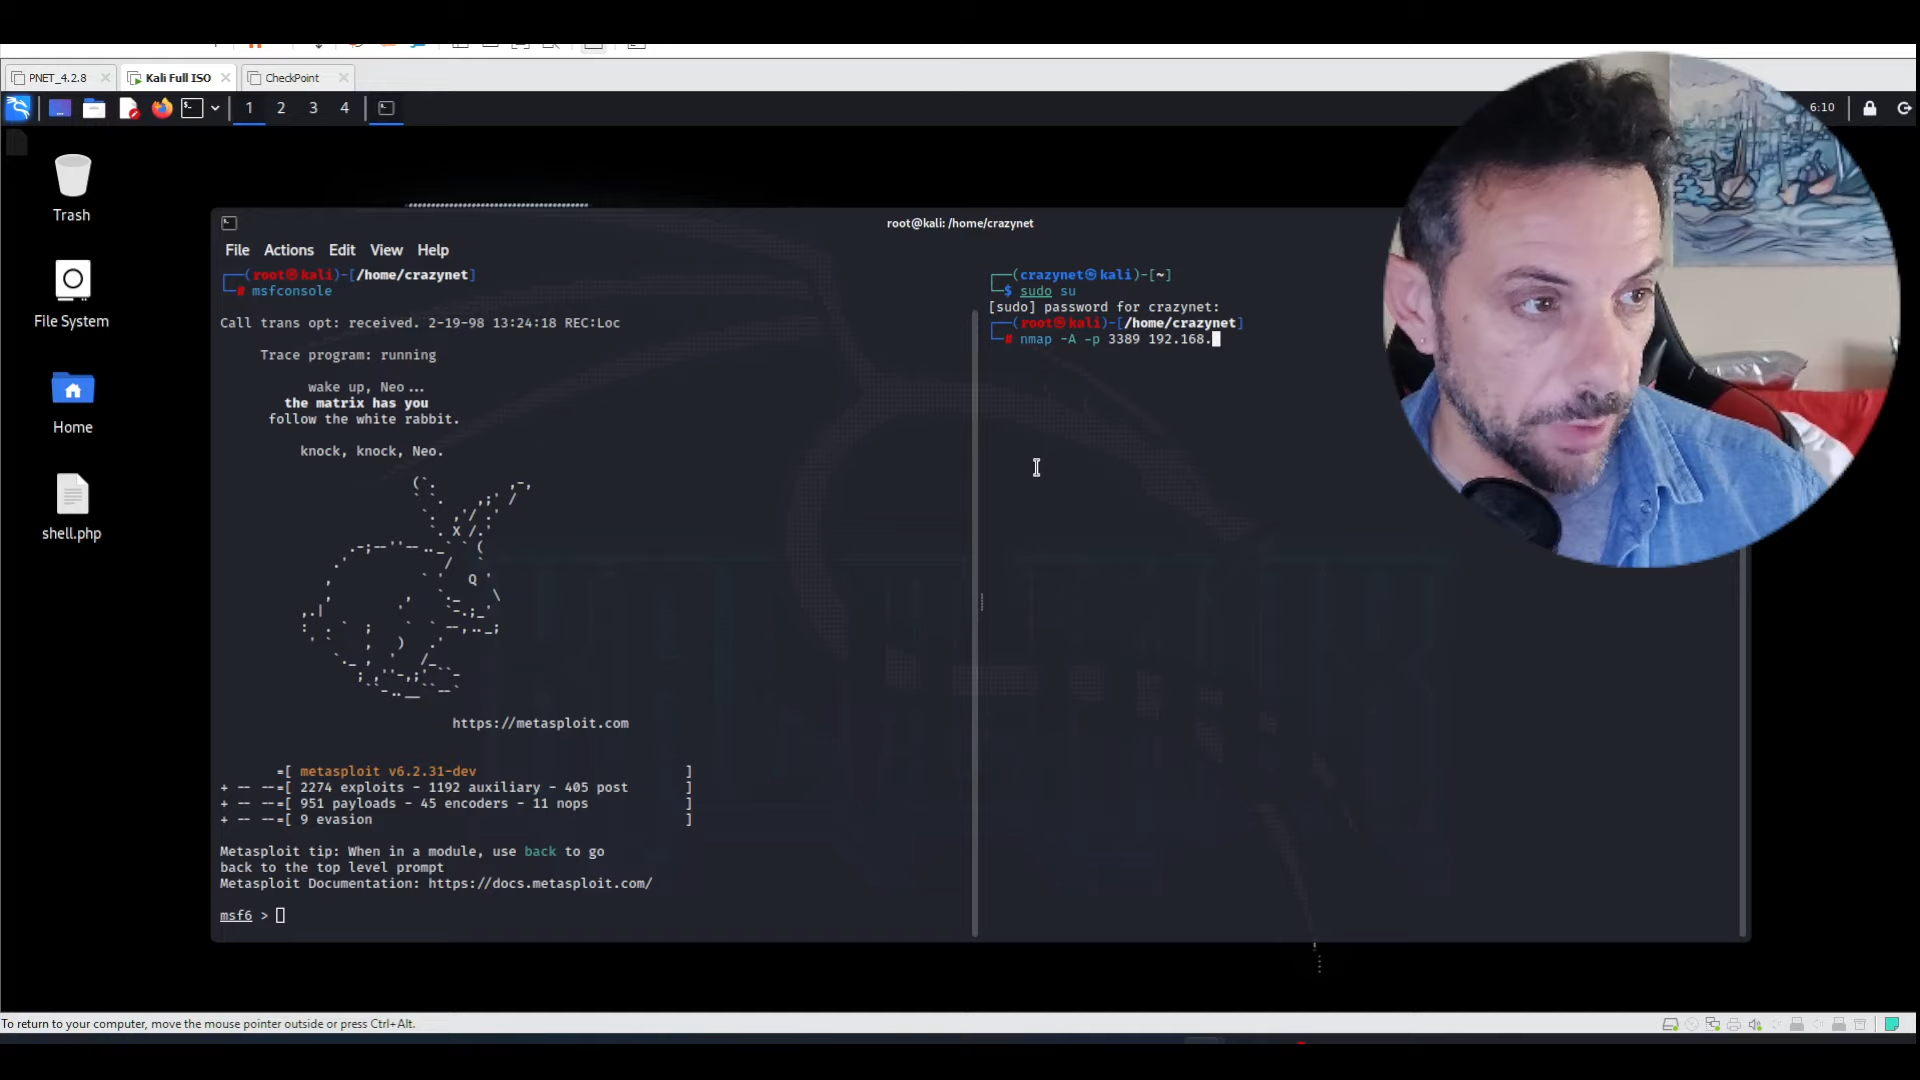 PNET_4.2.8
Kali Full ISO
CheckPoint
1 2 3 4
6:10
Trash
File System
Home
shell.php
root@kali: /home/crazynet
File Actions Edit View Help
┌──(root㉿kali)-[/home/crazynet]
└─# msfconsole
Call trans opt: received. 2-19-98 13:24:18 REC:Loc
Trace program: running
wake up, Neo...
the matrix has you
follow the white rabbit.
knock, knock, Neo.
https://metasploit.com
=[ metasploit v6.2.31-dev ]
+ -- --=[ 2274 exploits - 1192 auxiliary - 405 post ]
+ -- --=[ 951 payloads - 45 encoders - 11 nops ]
+ -- --=[ 9 evasion ]
Metasploit tip: When in a module, use back to go
back to the top level prompt
Metasploit Documentation: https://docs.metasploit.com/
msf6 >
┌──(crazynet㉿kali)-[~]
└─$ sudo su
[sudo] password for crazynet:
┌──(root㉿kali)-[/home/crazynet]
└─# nmap -A -p 3389 192.168.
To return to your computer, move the mouse pointer outside or press Ctrl+Alt.